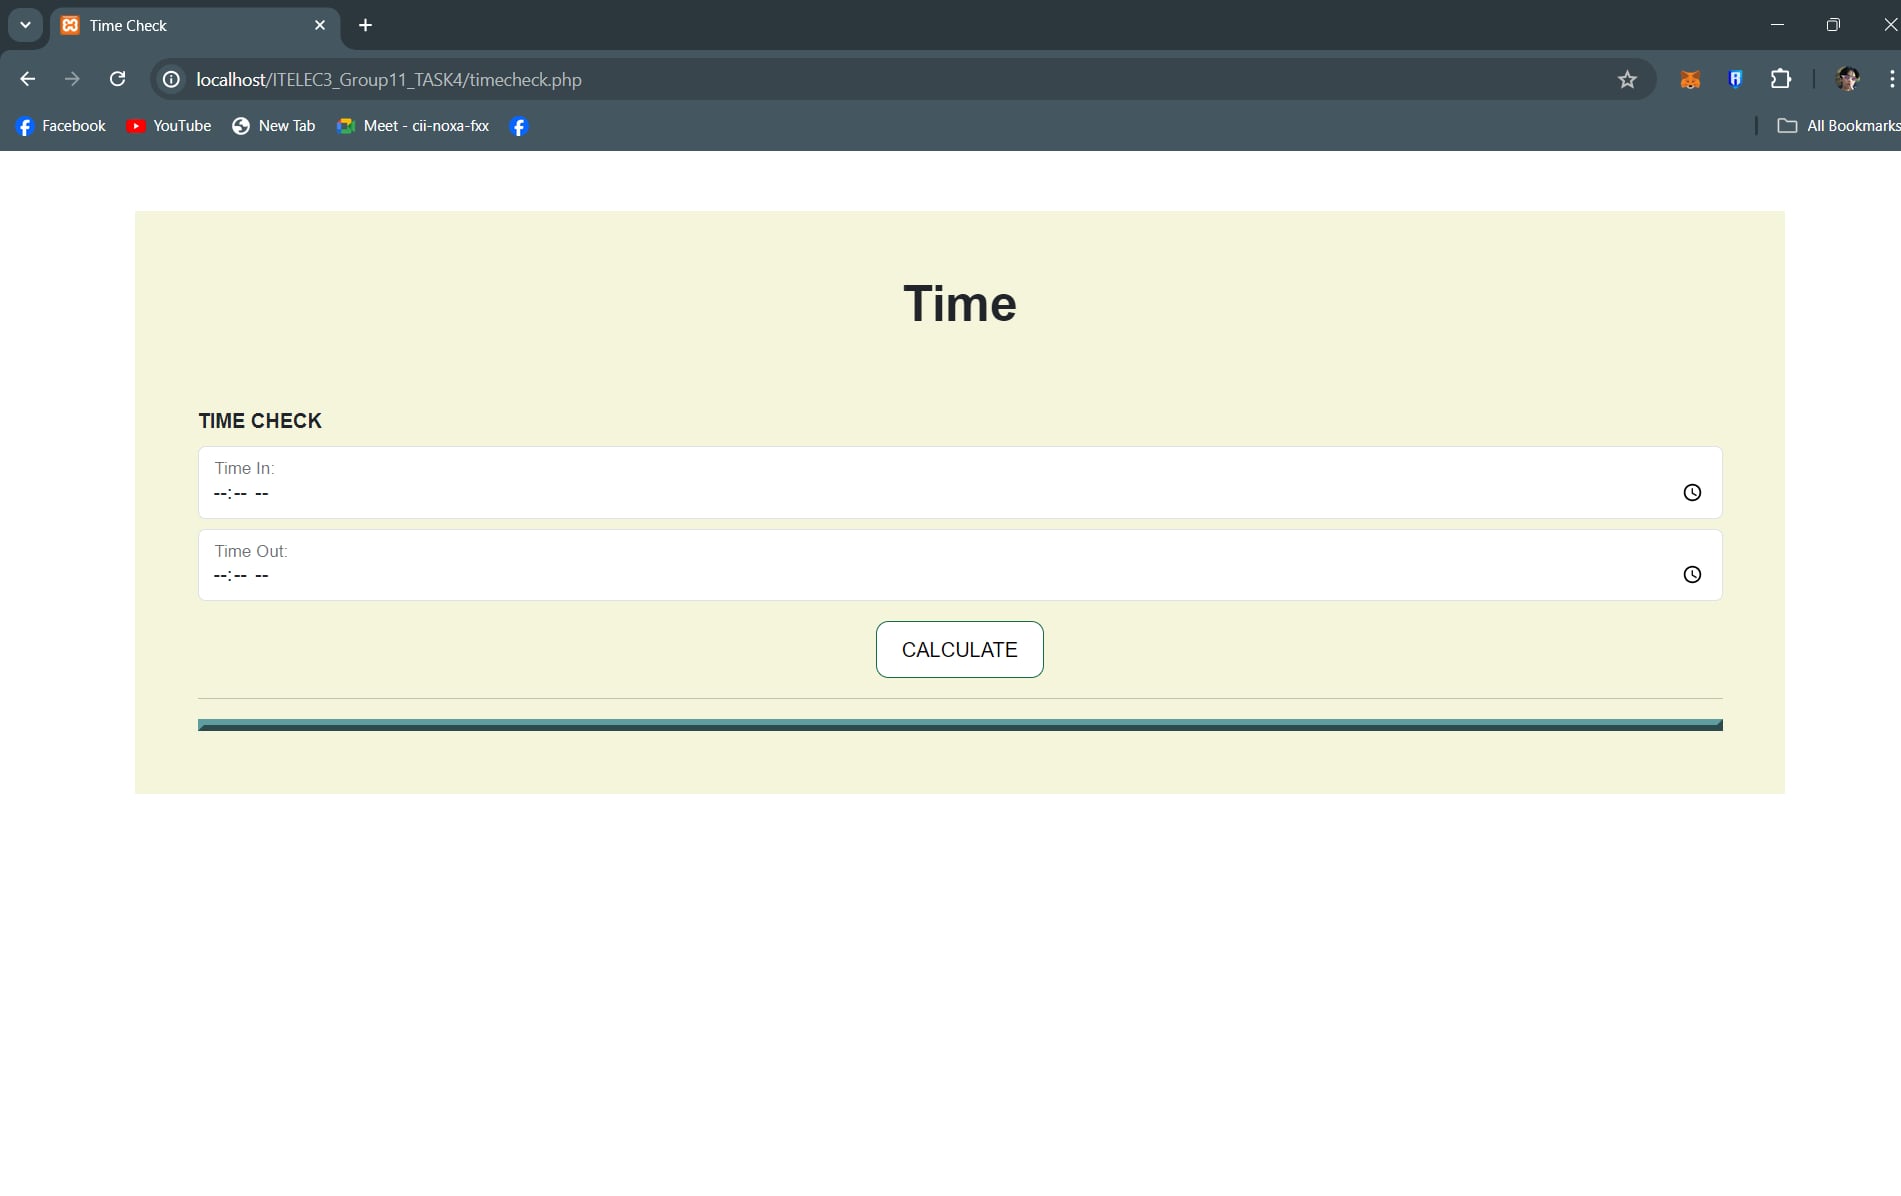 Time Check
localhost/ITELEC3_Group11_TASK4/timecheck.php
Facebook YouTube New Tab Meet - cii-noxa-fxx All Bookmarks
Time
TIME CHECK
Time In:
--:-- --
Time Out:
--:-- --
CALCULATE